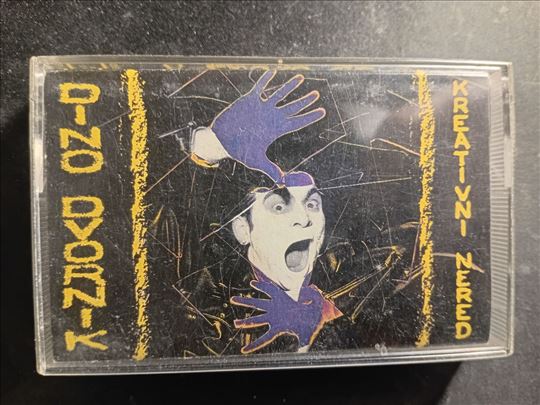 DINO DVORNIK
KREATIVNI NERED